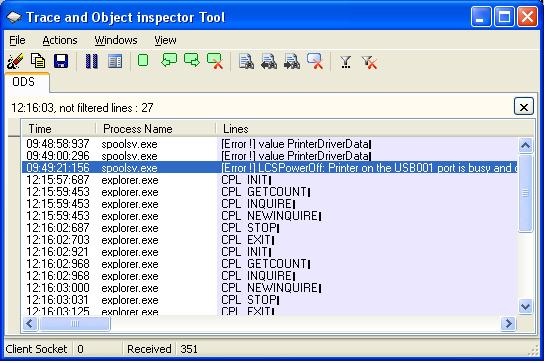 Trace and Object inspector Tool
File Actions Windows View
ODS
12:16:03, not filtered lines : 27
Time Process Name Lines
09:48:58:937 spoolsv.exe [Error !] value PrinterDriverData
09:49:00:296 spoolsv.exe [Error !] value PrinterDriverData
09:49:21:156 spoolsv.exe [Error !] LCSPowerOff: Printer on the USB001 port is busy and
12:15:57:687 explorer.exe CPL INIT
12:15:59:453 explorer.exe CPL GETCOUNT
12:15:59:453 explorer.exe CPL INQUIRE
12:15:59:453 explorer.exe CPL NEWINQUIRE
12:16:02:687 explorer.exe CPL STOP
12:16:02:703 explorer.exe CPL EXIT
12:16:02:921 explorer.exe CPL INIT
12:16:02:968 explorer.exe CPL GETCOUNT
12:16:02:968 explorer.exe CPL INQUIRE
12:16:03:000 explorer.exe CPL NEWINQUIRE
12:16:03:031 explorer.exe CPL STOP
12:16:03:125 explorer.exe CPL EXIT
Client Socket 0 Received 351